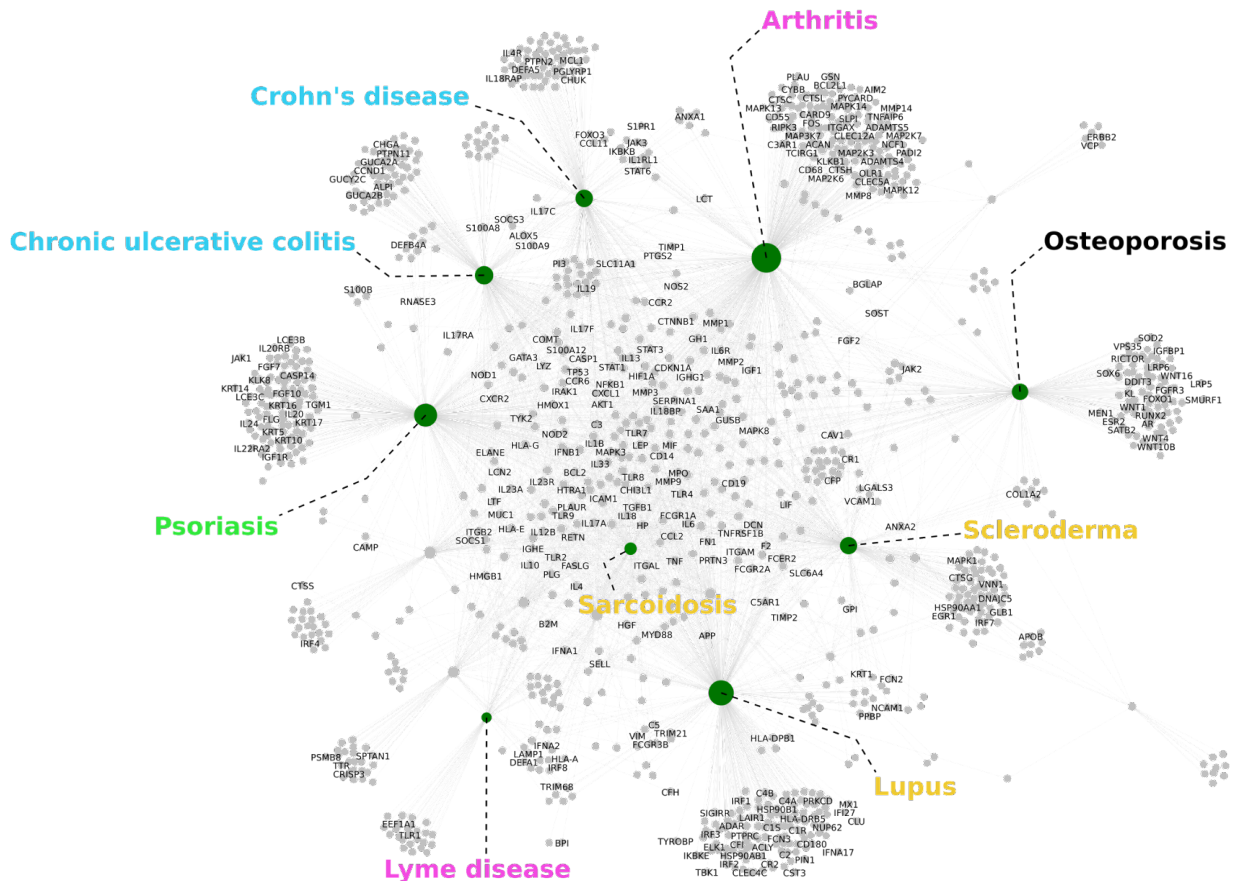 Arthritis
IL4R
PTPN2
MCL1
DEFA5
PGLYRP1
IL18RAP
CHUK
Crohn's disease
PLAU
GSN
CYBB
BCL2L1
AIM2
CTSC
CTSL
PYCARD
MAPK13
MAPK14
MMP14
CD55
CARD9
SLPI
TNFAIP6
RIPK3
FOS
ITGAX
ADAMTS5
MAP3K7
CLEC12A
MAP2K7
C3AR1
ACAN
NCF1
TCIRG1
MAP2K3
PADI2
KLKB1
ADAMTS4
CD68
CTSH
OLR1
MAP2K6
CLEC5A
MAPK12
MMP8
ANXA1
S1PR1
FOXO3
CCL11
JAK3
IKBKB
IL1RL1
STAT6
ERBB2
VCP
CHGA
PTPN11
GUCA2A
CCND1
GUCY2C
ALPI
GUCA2B
LCT
IL17C
SOCS3
S100A8
ALOX5
S100A9
DEFB4A
Chronic ulcerative colitis
Osteoporosis
TIMP1
PTGS2
PI3
SLC11A1
IL19
NOS2
BGLAP
S100B
RNASE3
CCR2
SOST
CTNNB1
MMP1
IL17F
IL17RA
COMT
GH1
FGF2
S100A12
STAT3
IL6R
GATA3
CASP1
IL13
MMP2
LYZ
STAT1
CDKN1A
IGF1
TP53
HIF1A
IGHG1
JAK2
NOD1
CCR6
NFKB1
IRAK1
CXCL1
MMP3
SERPINA1
CXCR2
HMOX1
AKT1
IL18BP
SAA1
TYK2
C3
TLR7
GUSB
MAPK8
LCE3B
IL20RB
JAK1
FGF7
CASP14
KLK8
KRT14
FGF10
LCE3C
KRT16
TGM1
IL20
IL24
FLG
KRT17
KRT5
KRT10
IL22RA2
IGF1R
SOD2
VPS35
IGFBP1
RICTOR
LRP6
SOX6
DDIT3
WNT16
KL
FGFR3
LRP5
FOXO1
SMURF1
WNT1
MEN1
RUNX2
ESR2
AR
SATB2
WNT4
WNT10B
HLA-G
NOD2
IL1B
LEP
MIF
CAV1
ELANE
IFNB1
MAPK3
CD14
CR1
LCN2
IL33
BCL2
TLR8
MPO
CFP
IL23A
IL23R
HTRA1
CHI3L1
MMP9
CD19
LGALS3
LTF
ICAM1
TLR4
VCAM1
COL1A2
PLAUR
TGFB1
LIF
MUC1
TLR9
IL18
FCGR1A
Psoriasis
HLA-E
IL17A
HP
IL6
DCN
ANXA2
ITGB2
IL12B
TNFRSF1B
Scleroderma
SOCS1
RETN
CCL2
FN1
F2
CAMP
IGHE
ITGAM
TLR2
ITGAL
TNF
PRTN3
FCER2
IL10
FASLG
FCGR2A
HMGB1
PLG
SLC6A4
IL4
MAPK1
CTSG
VNN1
DNAJC5
HSP90AA1
GLB1
EGR1
IRF7
CTSS
Sarcoidosis
C5AR1
GPI
B2M
HGF
TIMP2
IRF4
MYD88
APP
APOB
IFNA1
SELL
KRT1
FCN2
NCAM1
PPBP
C5
VIM
TRIM21
FCGR3B
HLA-DPB1
IFNA2
LAMP1
HLA-A
DEFA1
IRF8
PSMB8
SPTAN1
TTR
CRISP3
TRIM68
CFH
Lupus
C4B
IRF1
C4A
PRKCD
MX1
SIGIRR
HSP90B1
IFI27
LAIR1
HLA-DRB5
CLU
ADAR
C1S
C1R
NUP62
IRF3
PTPRC
FCN3
TYROBP
ELK1
CFI
ACLY
CD180
IKBKE
HSP90AB1
C2
IFNA17
IRF2
CR2
PIN1
TBK1
CLEC4C
CST3
EEF1A1
TLR1
BPI
Lyme disease